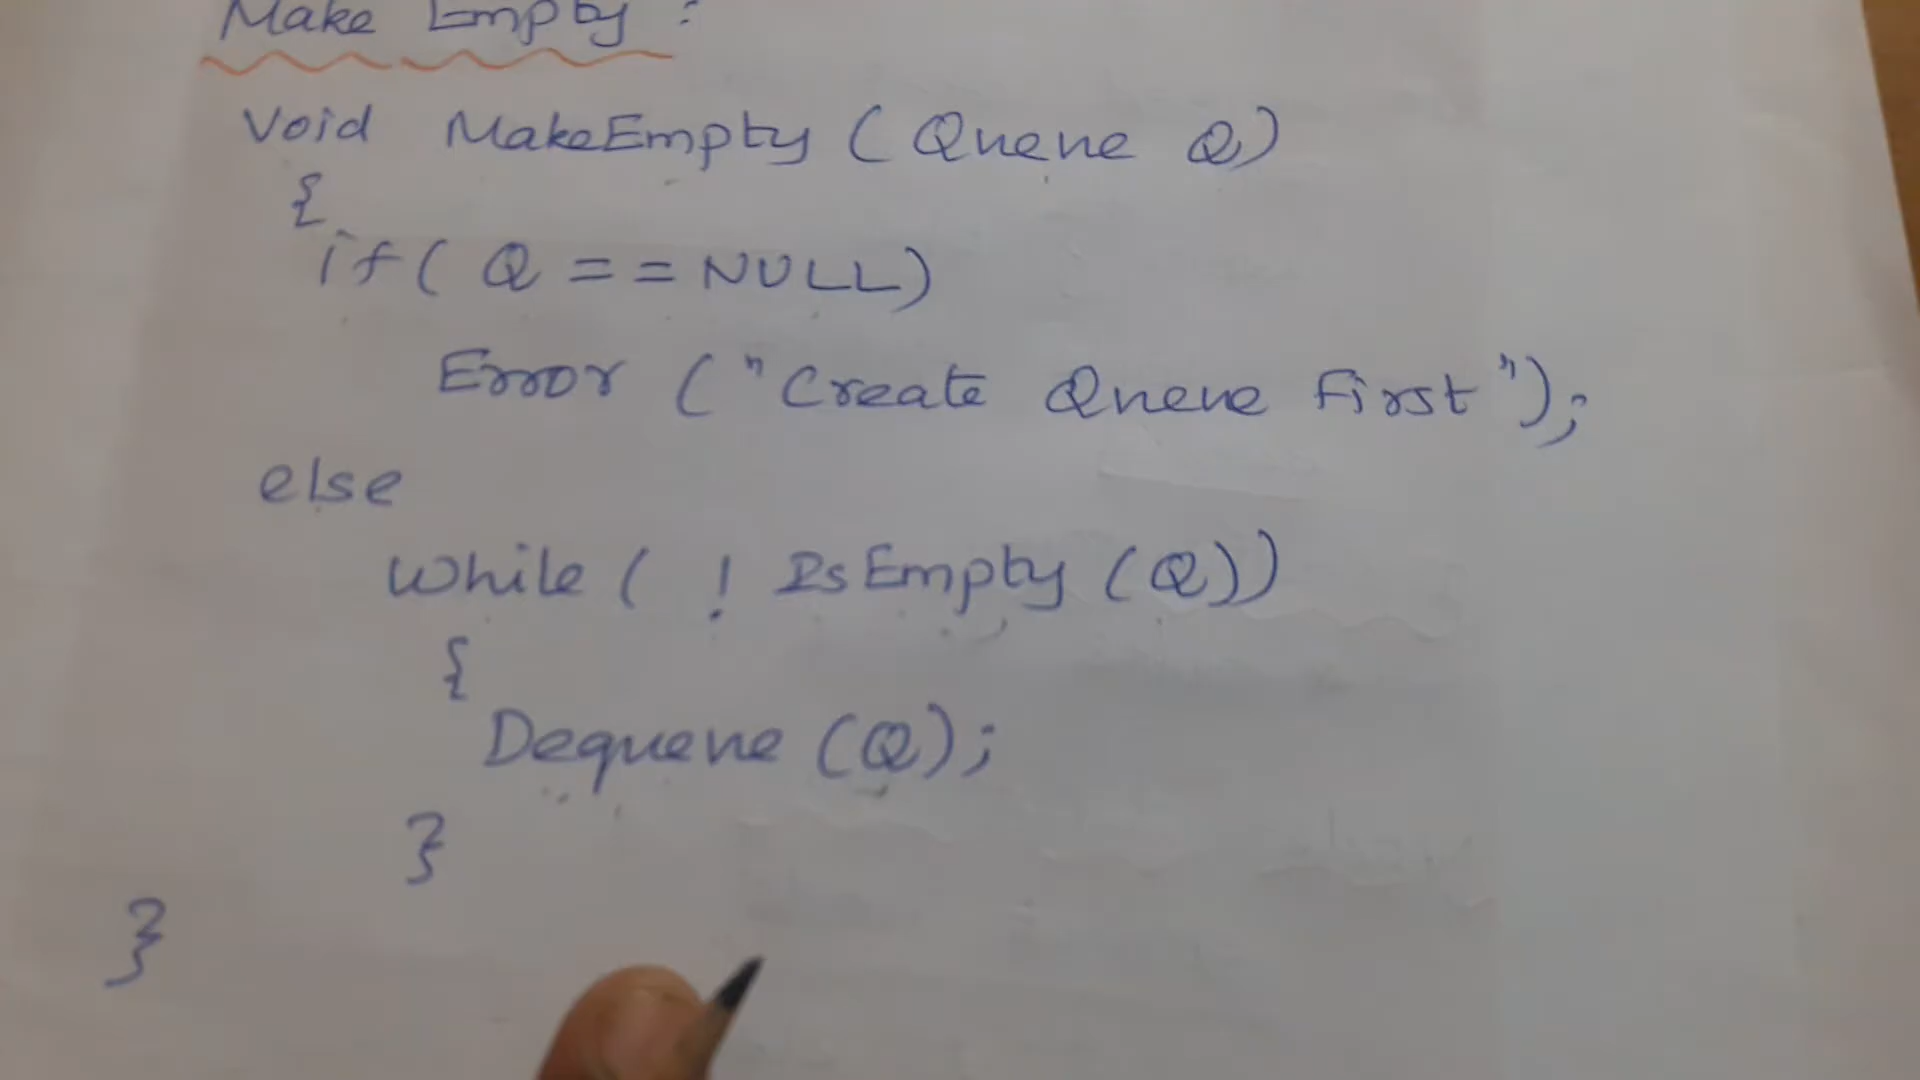 Make Empty :
Void MakeEmpty ( Queue Q)
{
if ( Q == NULL)
Error ("Create Queue First");
else
While ( ! IsEmpty (Q))
{
Dequeue (Q);
}
}